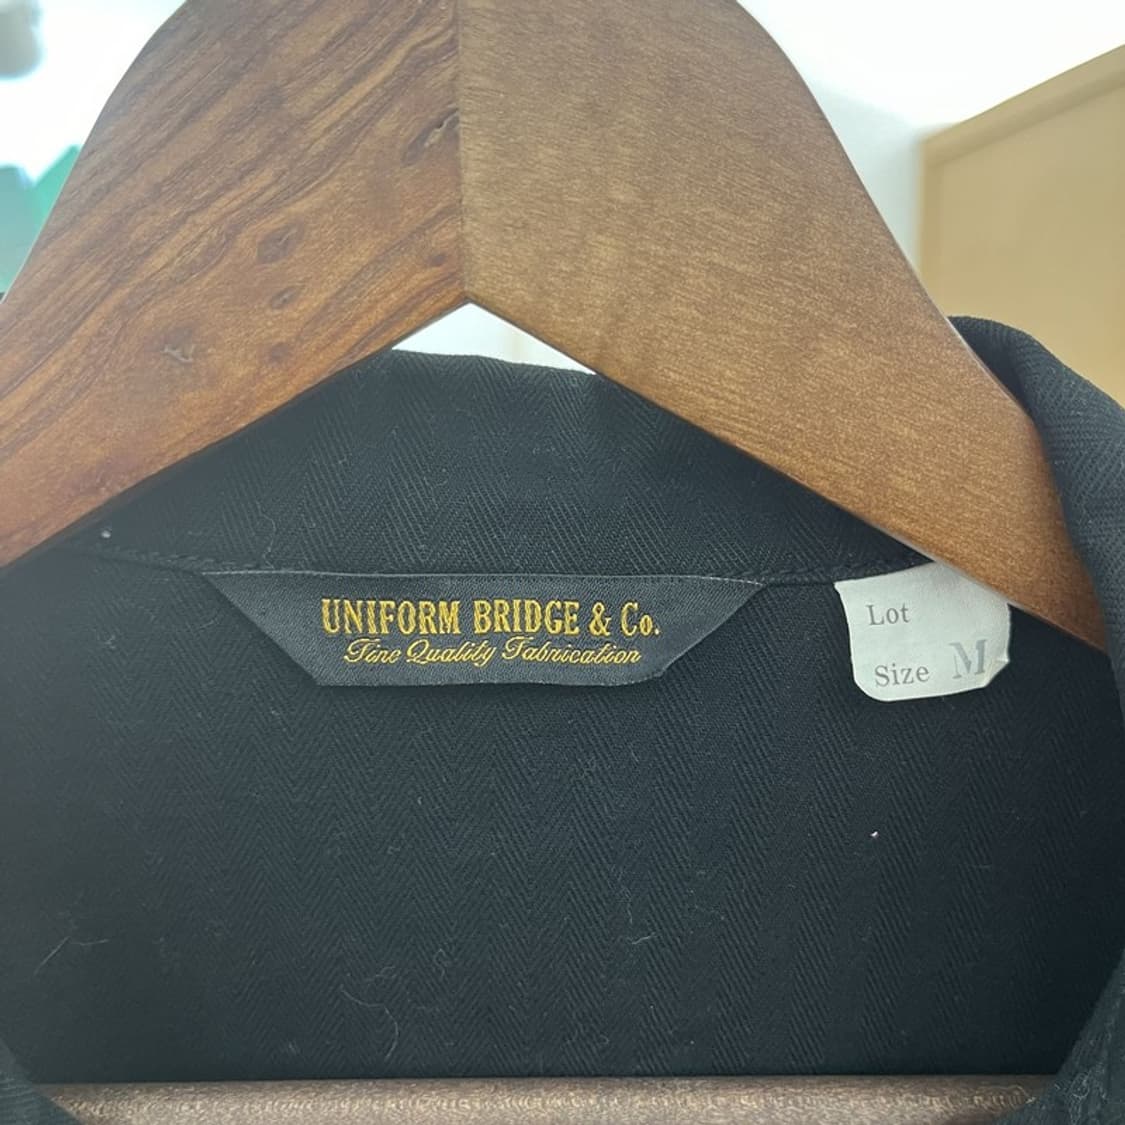 UNIFORM BRIDGE & Co.
Fine Quality Fabrication
Lot
Size M